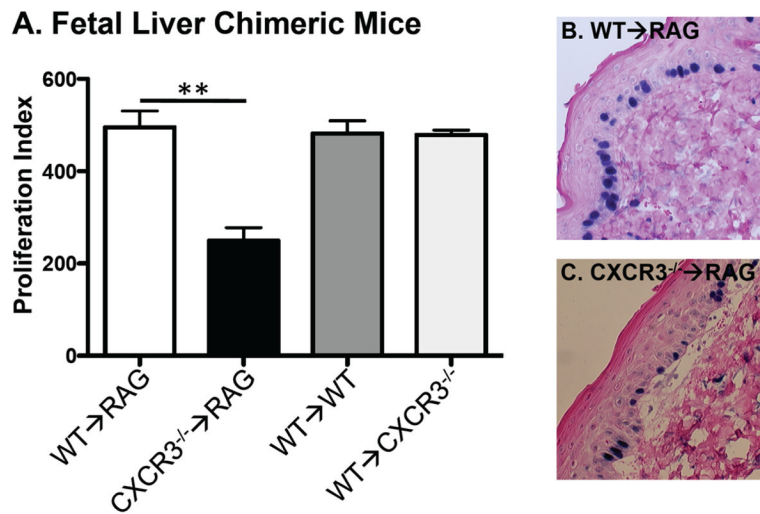 A. Fetal Liver Chimeric Mice
Proliferation Index
600
400
200
0
**
WT→RAG
CXCR3-/-→RAG
WT→WT
WT→CXCR3-/-
B. WT→RAG
C. CXCR3-/-→RAG